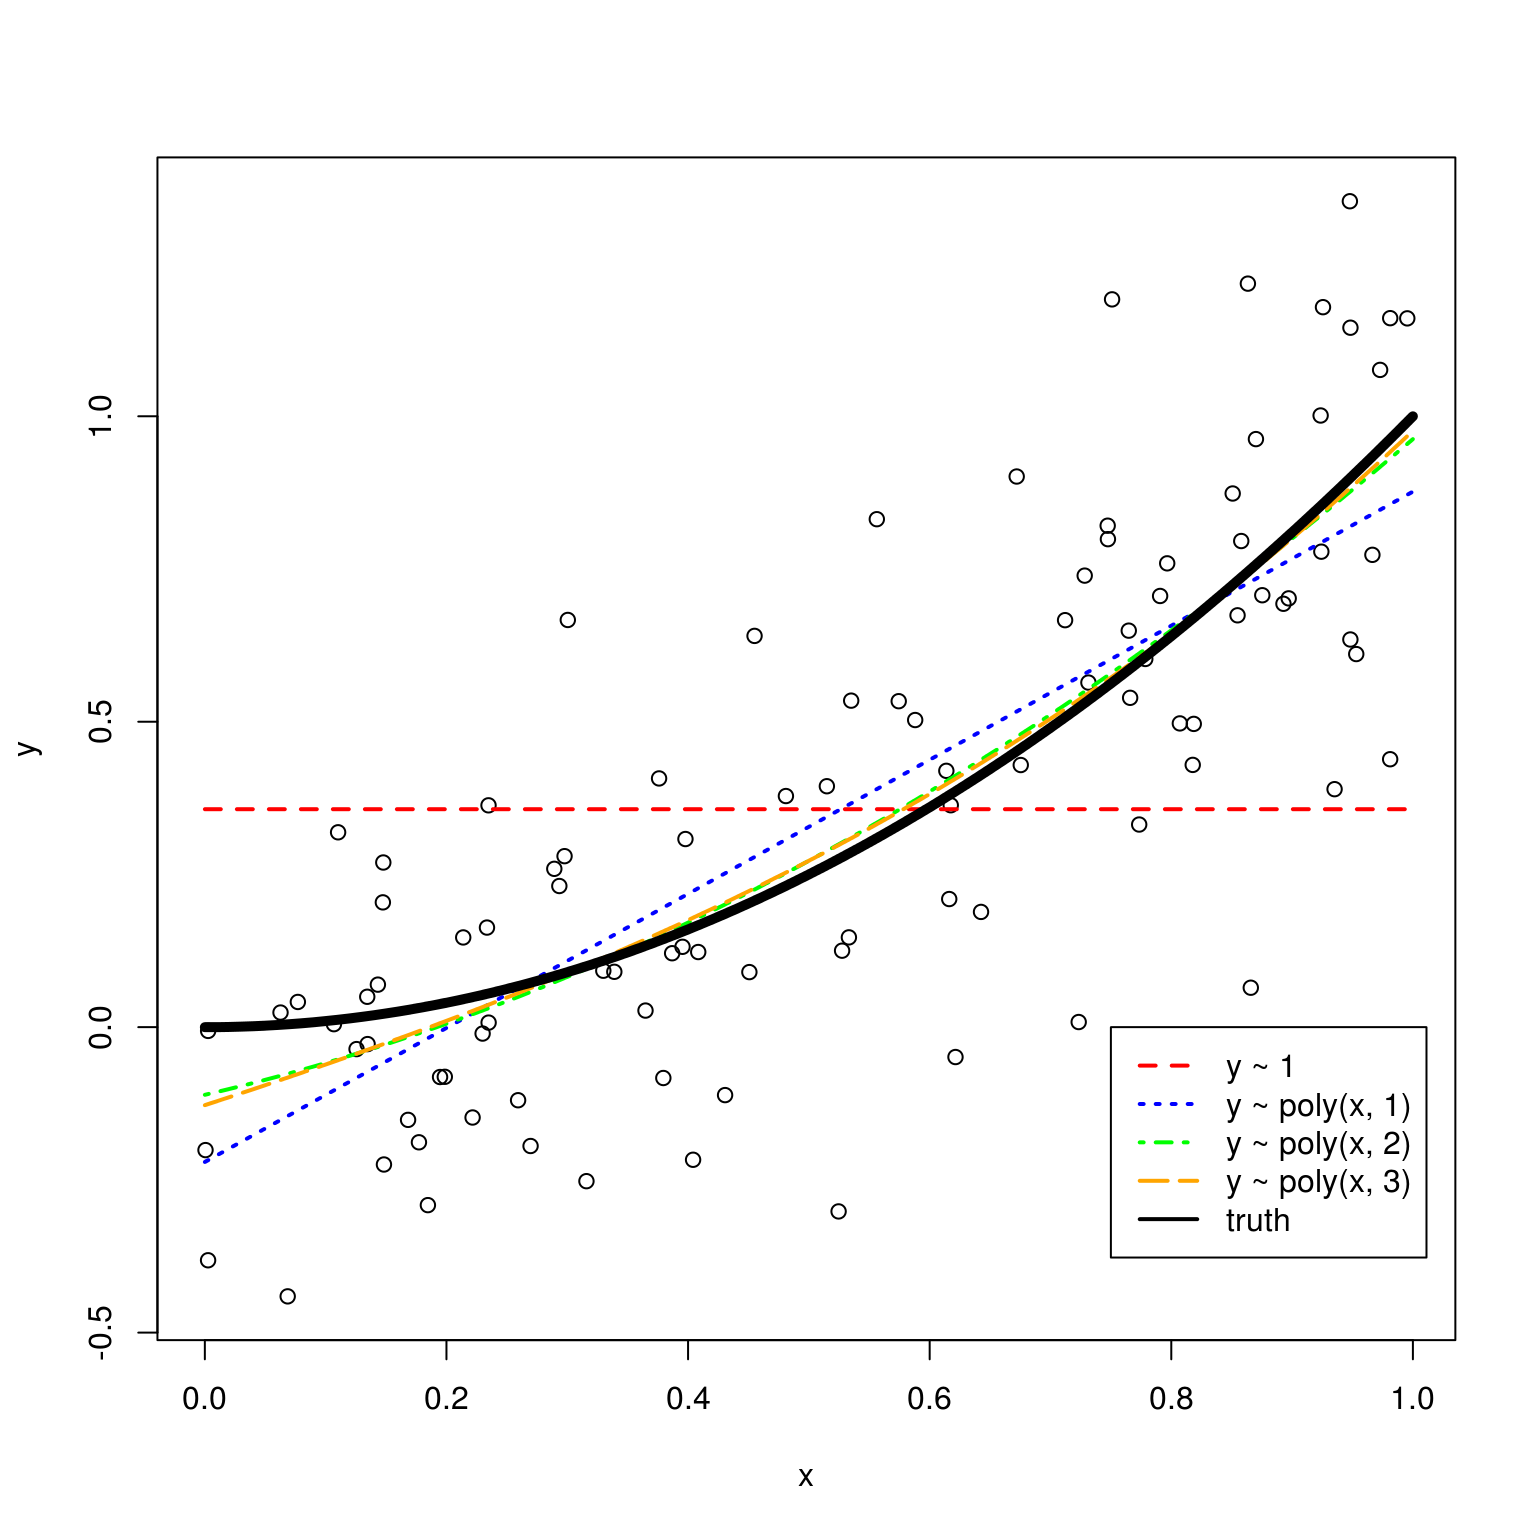 1.0
0.5
y
0.0
-0.5
y ~ 1
y ~ poly(x, 1)
y ~ poly(x, 2)
y ~ poly(x, 3)
truth
0.0 0.2 0.4 0.6 0.8 1.0
x